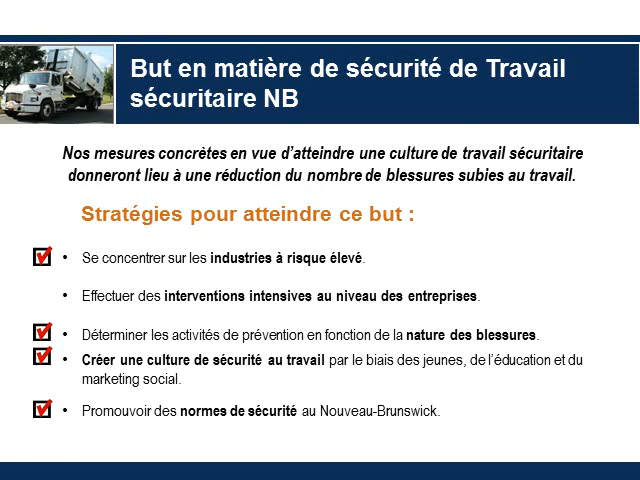 But en matière de sécurité de Travail
sécuritaire NB
Nos mesures concrètes en vue d'atteindre une culture de travail sécuritaire
donneront lieu à une réduction du nombre de blessures subies au travail.
Stratégies pour atteindre ce but :
• Se concentrer sur les industries à risque élevé.
• Effectuer des interventions intensives au niveau des entreprises.
• Déterminer les activités de prévention en fonction de la nature des blessures.
• Créer une culture de sécurité au travail par le biais des jeunes, de l'éducation et du
marketing social.
• Promouvoir des normes de sécurité au Nouveau-Brunswick.